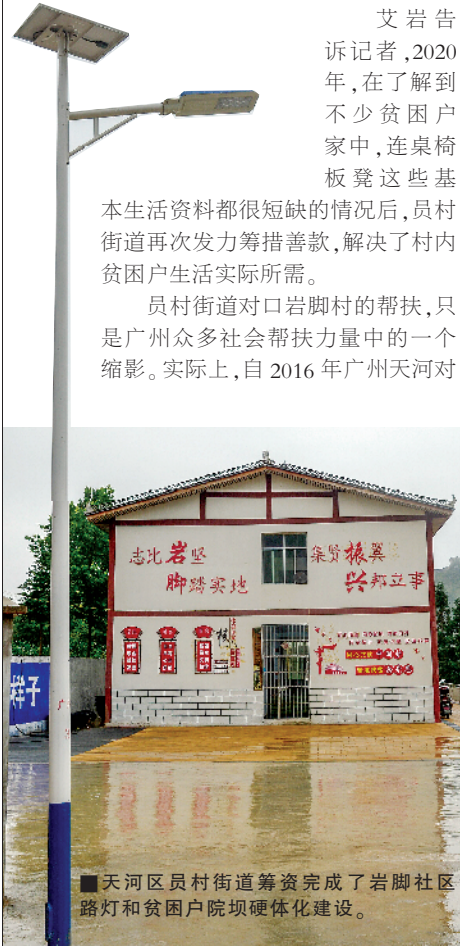 艾岩告
诉记者,2020
年,在了解到
不少贫困户
家中,连桌椅
板凳这些基
本生活资料都很短缺的情况后,员村
街道再次发力筹措善款,解决了村内
贫困户生活实际所需。
员村街道对口岩脚村的帮扶,只
是广州众多社会帮扶力量中的一个
缩影。实际上,自 2016 年广州天河对
志比岩坚
脚踏实地
集贤振翼
兴邦立事
样子
■天河区员村街道筹资完成了岩脚社区
路灯和贫困户院坝硬体化建设。